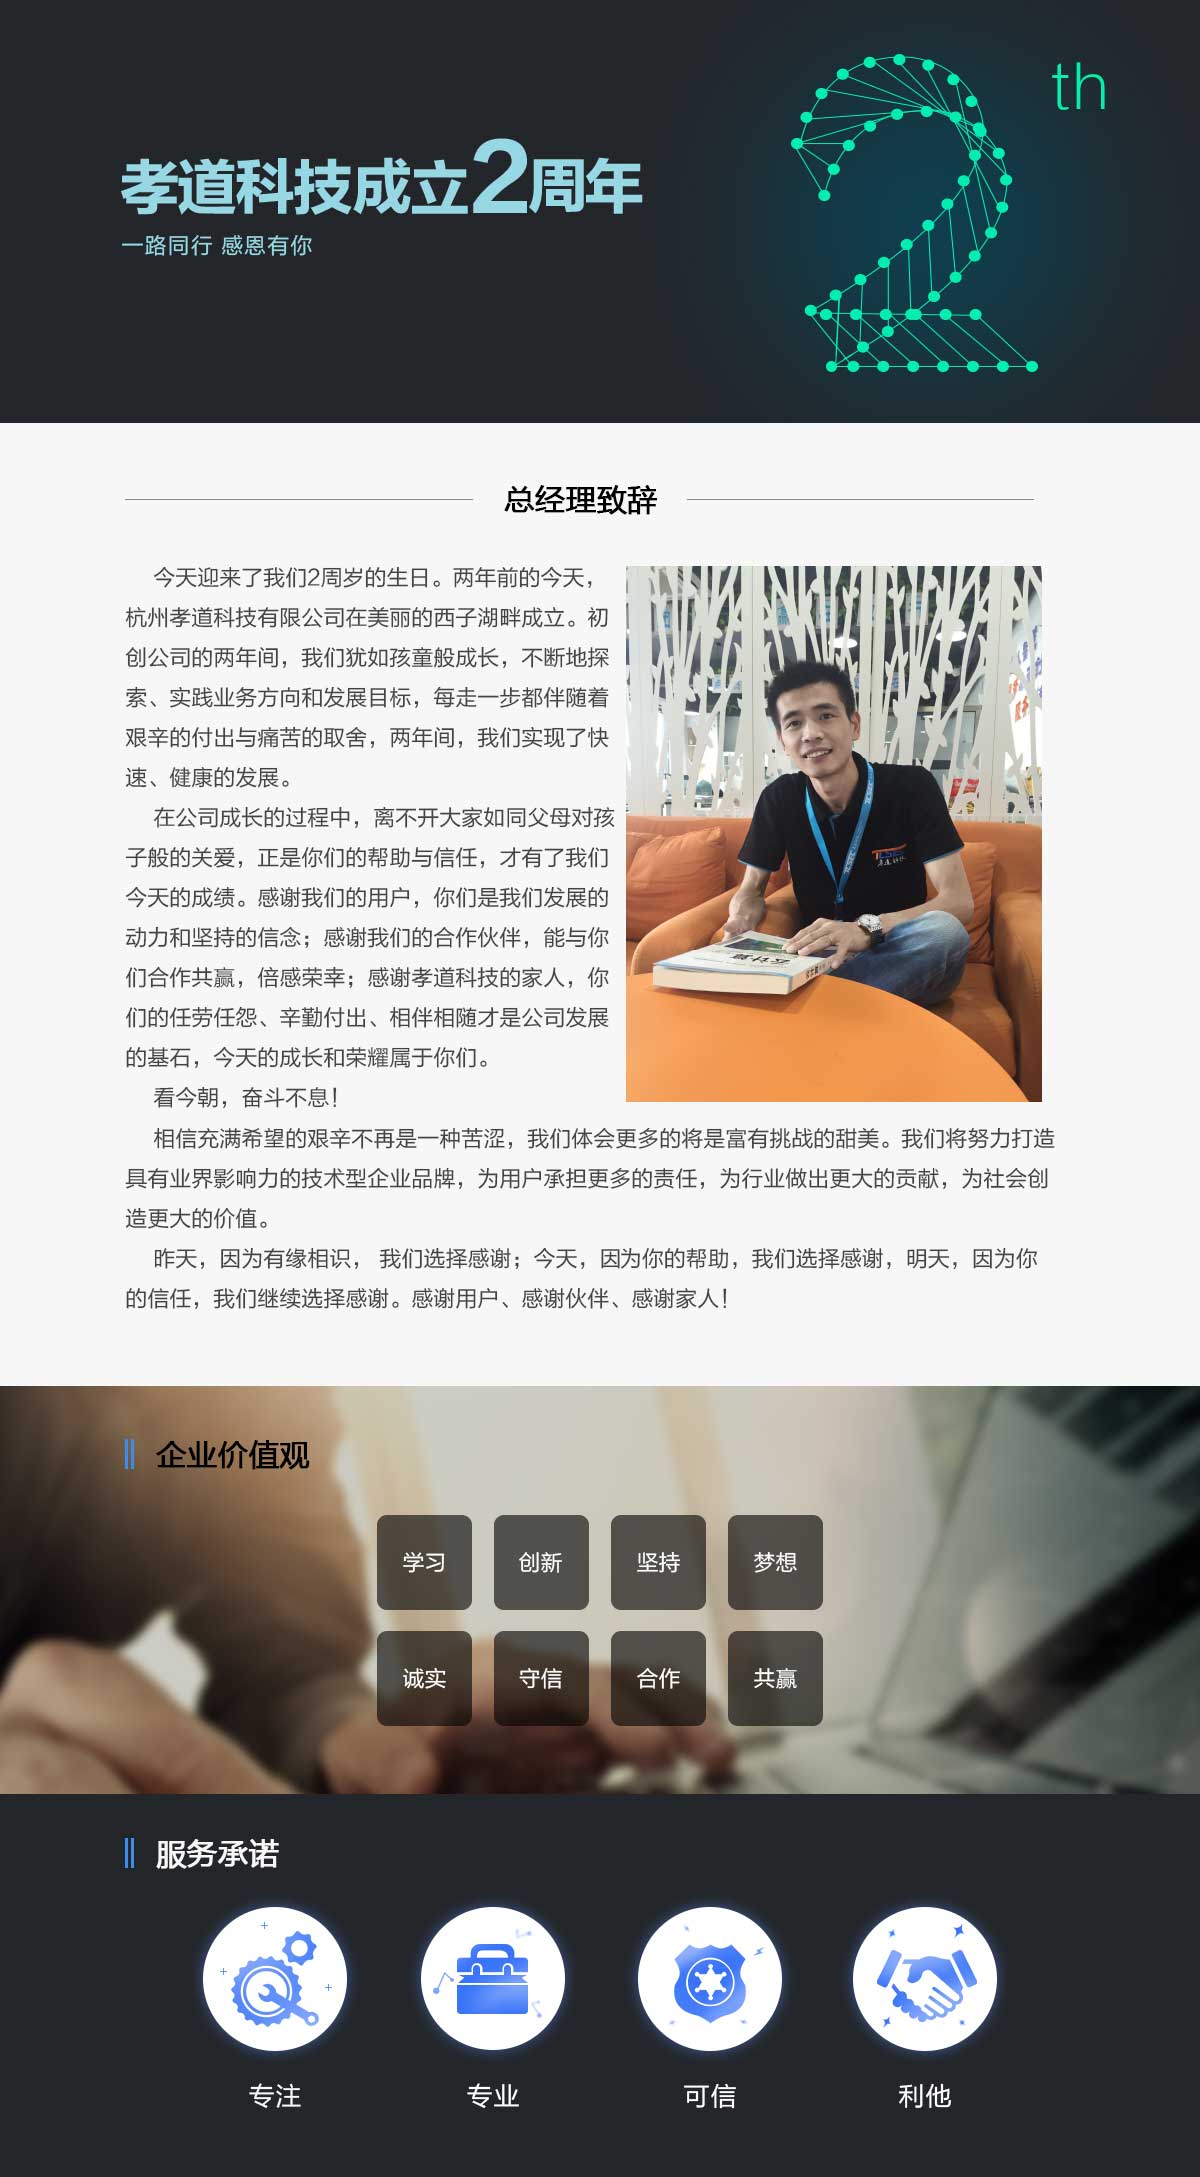 孝道科技成立2周年
一路同行 感恩有你
th
总经理致辞
今天迎来了我们2周岁的生日。两年前的今天，
杭州孝道科技有限公司在美丽的西子湖畔成立。初
创公司的两年间，我们犹如孩童般成长，不断地探
索、实践业务方向和发展目标，每走一步都伴随着
艰辛的付出与痛苦的取舍，两年间，我们实现了快
速、健康的发展。
在公司成长的过程中，离不开大家如同父母对孩
子般的关爱，正是你们的帮助与信任，才有了我们
今天的成绩。感谢我们的用户，你们是我们发展的
动力和坚持的信念；感谢我们的合作伙伴，能与你
们合作共赢，倍感荣幸；感谢孝道科技的家人，你
们的任劳任怨、辛勤付出、相伴相随才是公司发展
的基石，今天的成长和荣耀属于你们。
看今朝，奋斗不息！
相信充满希望的艰辛不再是一种苦涩，我们体会更多的将是富有挑战的甜美。我们将努力打造
具有业界影响力的技术型企业品牌，为用户承担更多的责任，为行业做出更大的贡献，为社会创
造更大的价值。
昨天，因为有缘相识， 我们选择感谢；今天，因为你的帮助，我们选择感谢，明天，因为你
的信任，我们继续选择感谢。感谢用户、感谢伙伴、感谢家人！
企业价值观
学习 创新 坚持 梦想
诚实 守信 合作 共赢
服务承诺
专注 专业 可信 利他